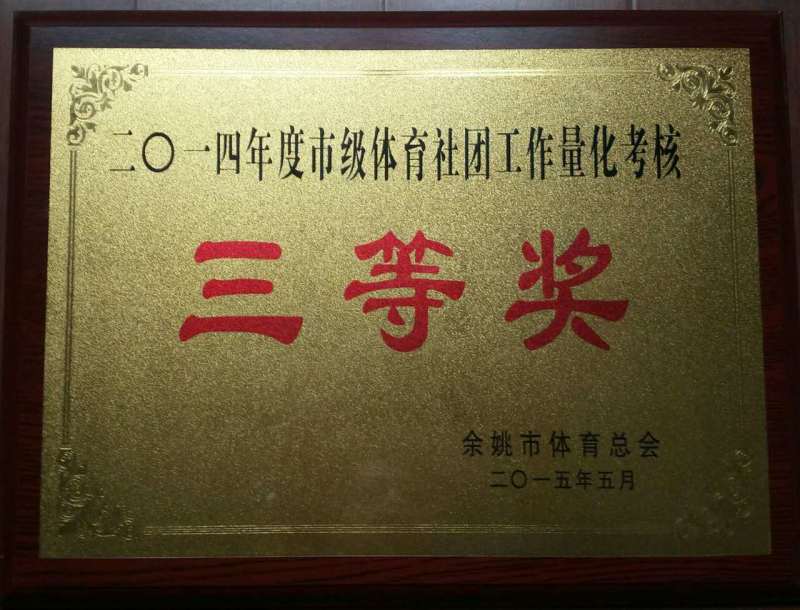 二〇一四年度市级体育社团工作量化考核
三等奖
余姚市体育总会
二〇一五年五月